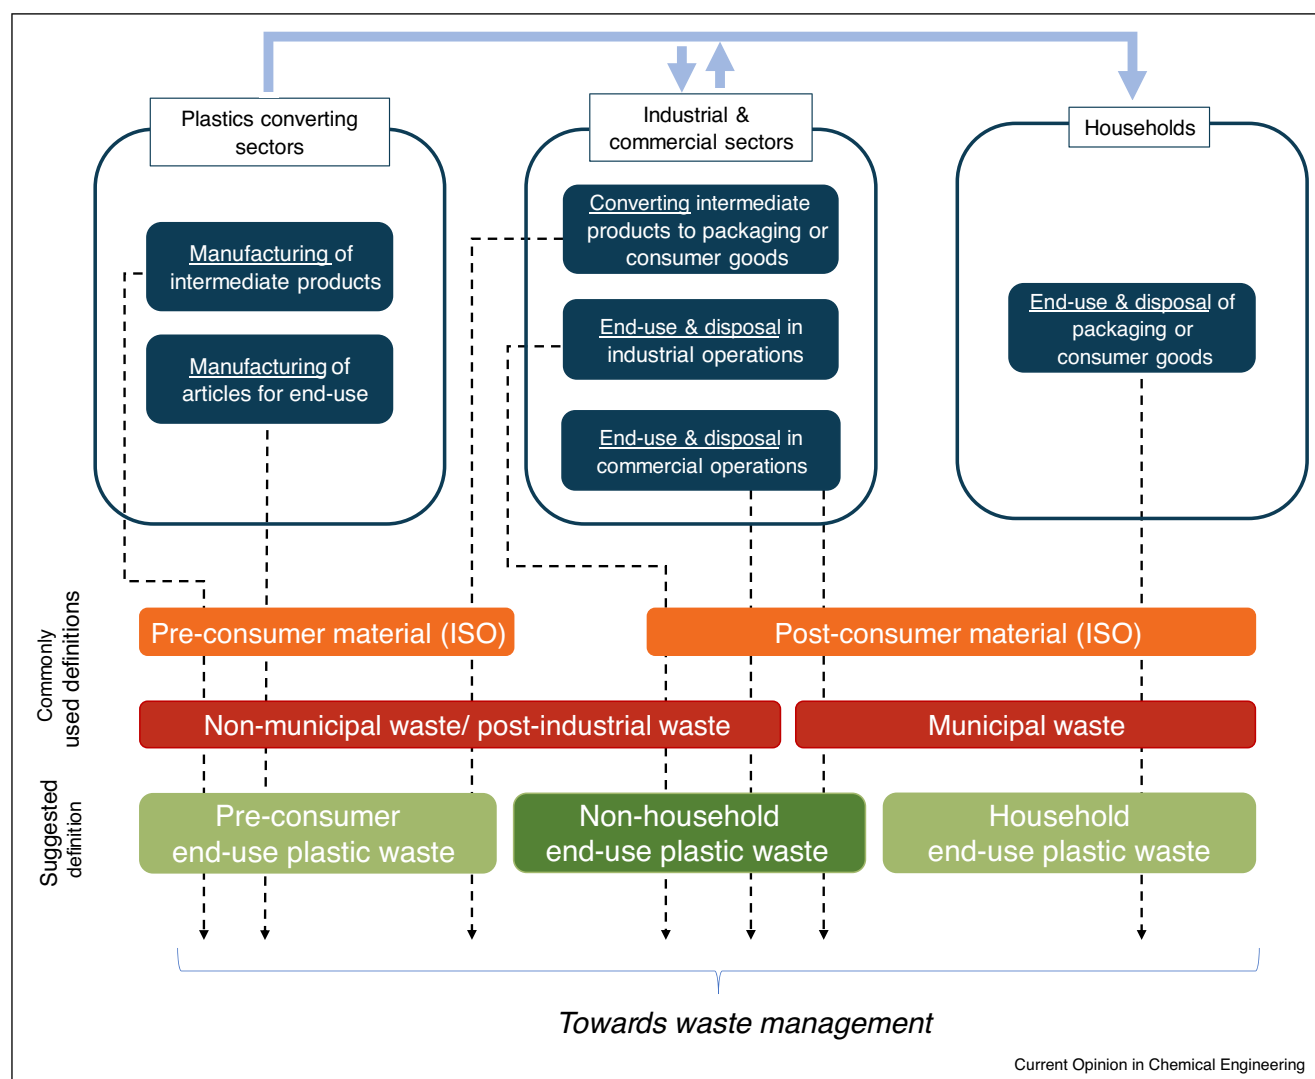 Plastics converting
sectors
Industrial &
commercial sectors
Households
Manufacturing of
intermediate products
Manufacturing of
articles for end-use
Converting intermediate
products to packaging or
consumer goods
End-use & disposal in
industrial operations
End-use & disposal in
commercial operations
End-use & disposal of
packaging or
consumer goods
Commonly
used definitions
Pre-consumer material (ISO)
Post-consumer material (ISO)
Non-municipal waste/ post-industrial waste
Municipal waste
Suggested
definition
Pre-consumer
end-use plastic waste
Non-household
end-use plastic waste
Household
end-use plastic waste
Towards waste management
Current Opinion in Chemical Engineering